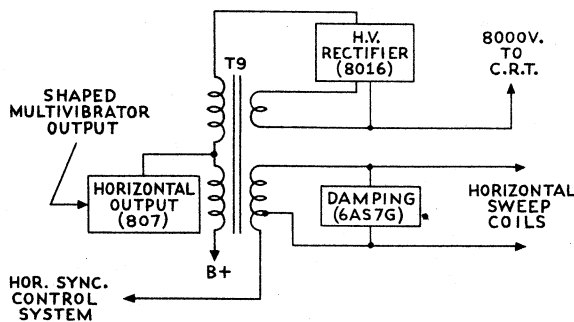 H.V.
RECTIFIER
(8016)
8000V.
TO
C.R.T.
T9
SHAPED
MULTIVIBRATOR
OUTPUT
HORIZONTAL
OUTPUT
(807)
DAMPING
(6AS7G)
HORIZONTAL
SWEEP
COILS
B+
HOR. SYNC.
CONTROL
SYSTEM